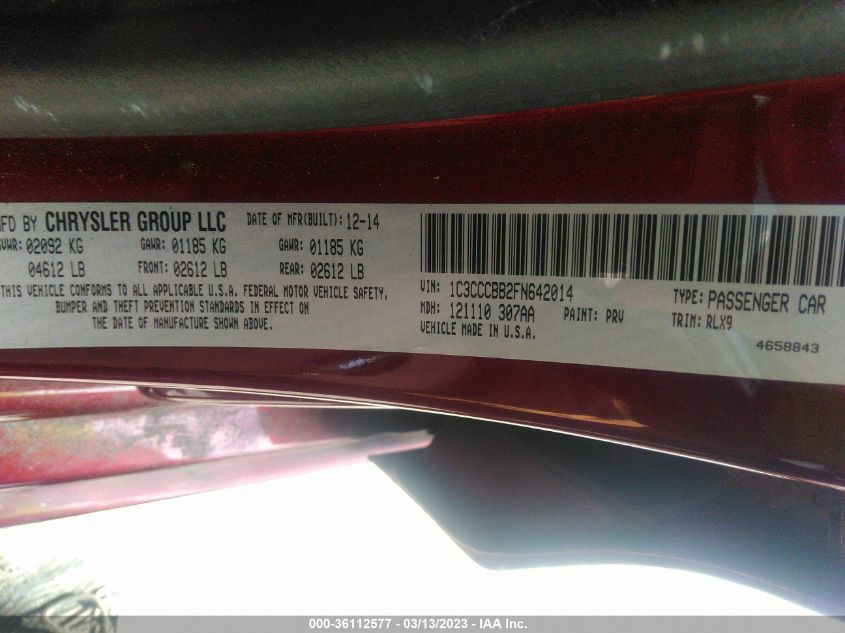 MFD BY CHRYSLER GROUP LLC DATE OF MFR(BUILT): 12-14
GVWR: 02092 KG GAWR: 01185 KG GAWR: 01185 KG
04612 LB FRONT: 02612 LB REAR: 02612 LB
THIS VEHICLE CONFORMS TO ALL APPLICABLE U.S.A. FEDERAL MOTOR VEHICLE SAFETY,
BUMPER AND THEFT PREVENTION STANDARDS IN EFFECT ON
THE DATE OF MANUFACTURE SHOWN ABOVE.
VIN: 1C3CCCBB2FN642014 TYPE: PASSENGER CAR
MDH: 121110 307AA PAINT: PRV TRIM: RLX9
VEHICLE MADE IN U.S.A.
4658843
000-36112577 - 03/13/2023 - IAA Inc.